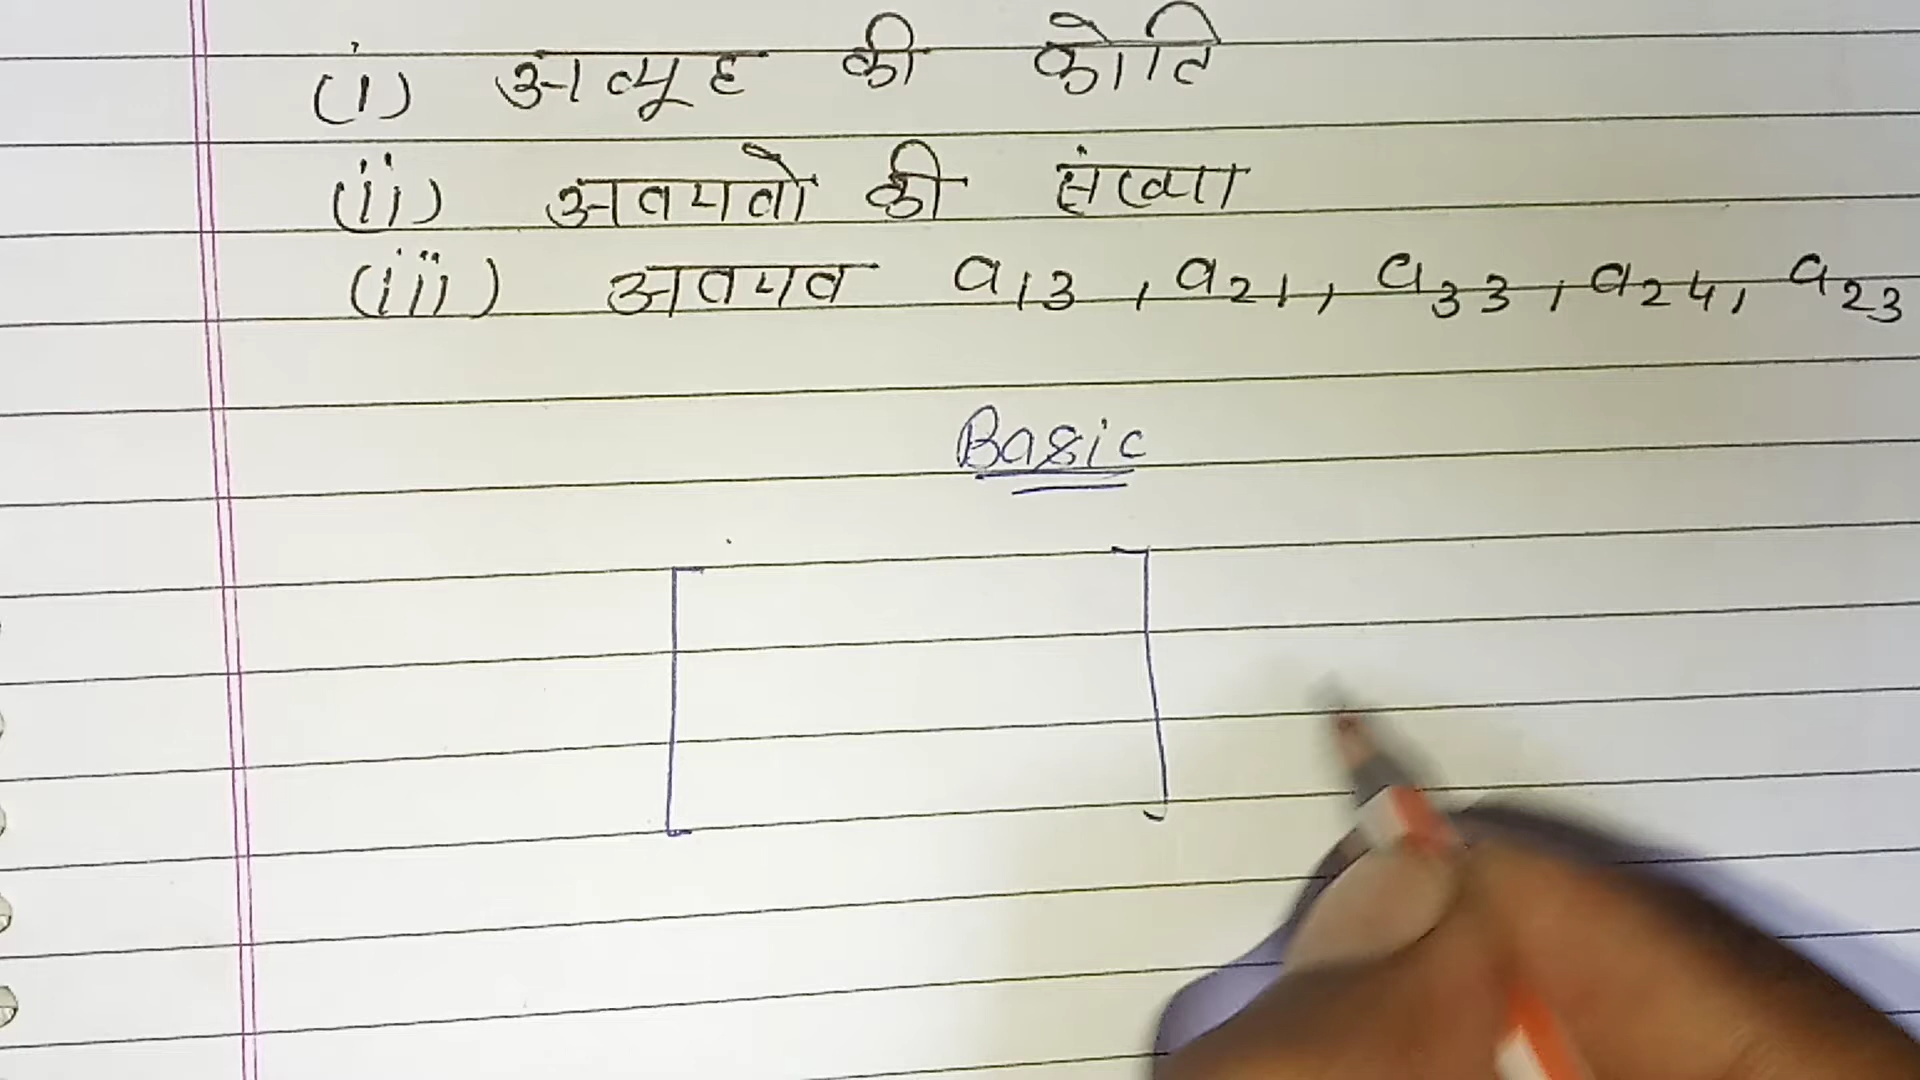 (i) आव्यूह की कोटि
(ii) अवयवों की संख्या
(iii) अवयव a13, a21, a33, a24, a23
Basic